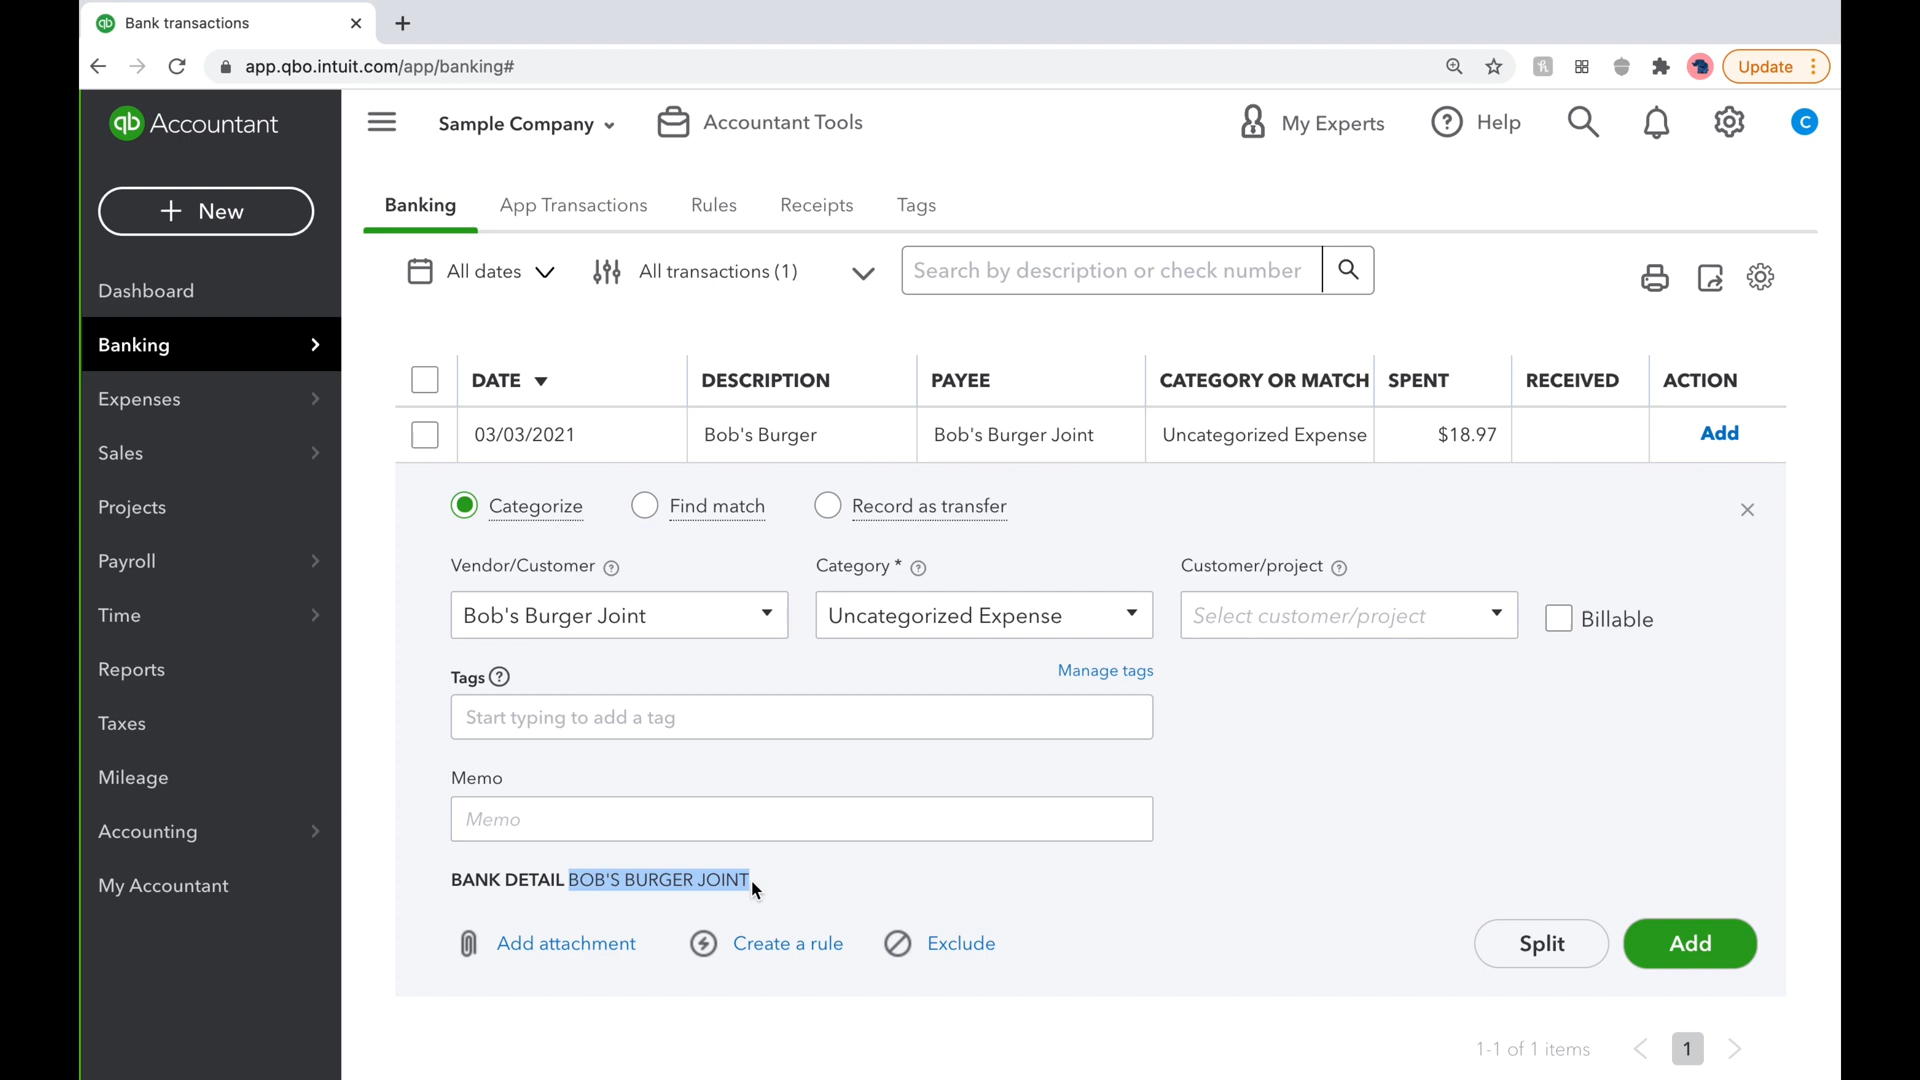 qb Bank transactions
app.qbo.intuit.com/app/banking#
Update
qb Accountant
Sample Company
Accountant Tools
My Experts
Help
C
New
Dashboard
Banking
Expenses
Sales
Projects
Payroll
Time
Reports
Taxes
Mileage
Accounting
My Accountant
Banking
App Transactions
Rules
Receipts
Tags
All dates
All transactions (1)
Search by description or check number
DATE DESCRIPTION PAYEE CATEGORY OR MATCH SPENT RECEIVED ACTION
03/03/2021 Bob's Burger Bob's Burger Joint Uncategorized Expense $18.97 Add
Categorize Find match Record as transfer
Vendor/Customer ? Category * ? Customer/project ?
Bob's Burger Joint Uncategorized Expense Select customer/project Billable
Tags ? Manage tags
Start typing to add a tag
Memo
Memo
BANK DETAIL BOB'S BURGER JOINT
Add attachment Create a rule Exclude Split Add
1-1 of 1 items 1